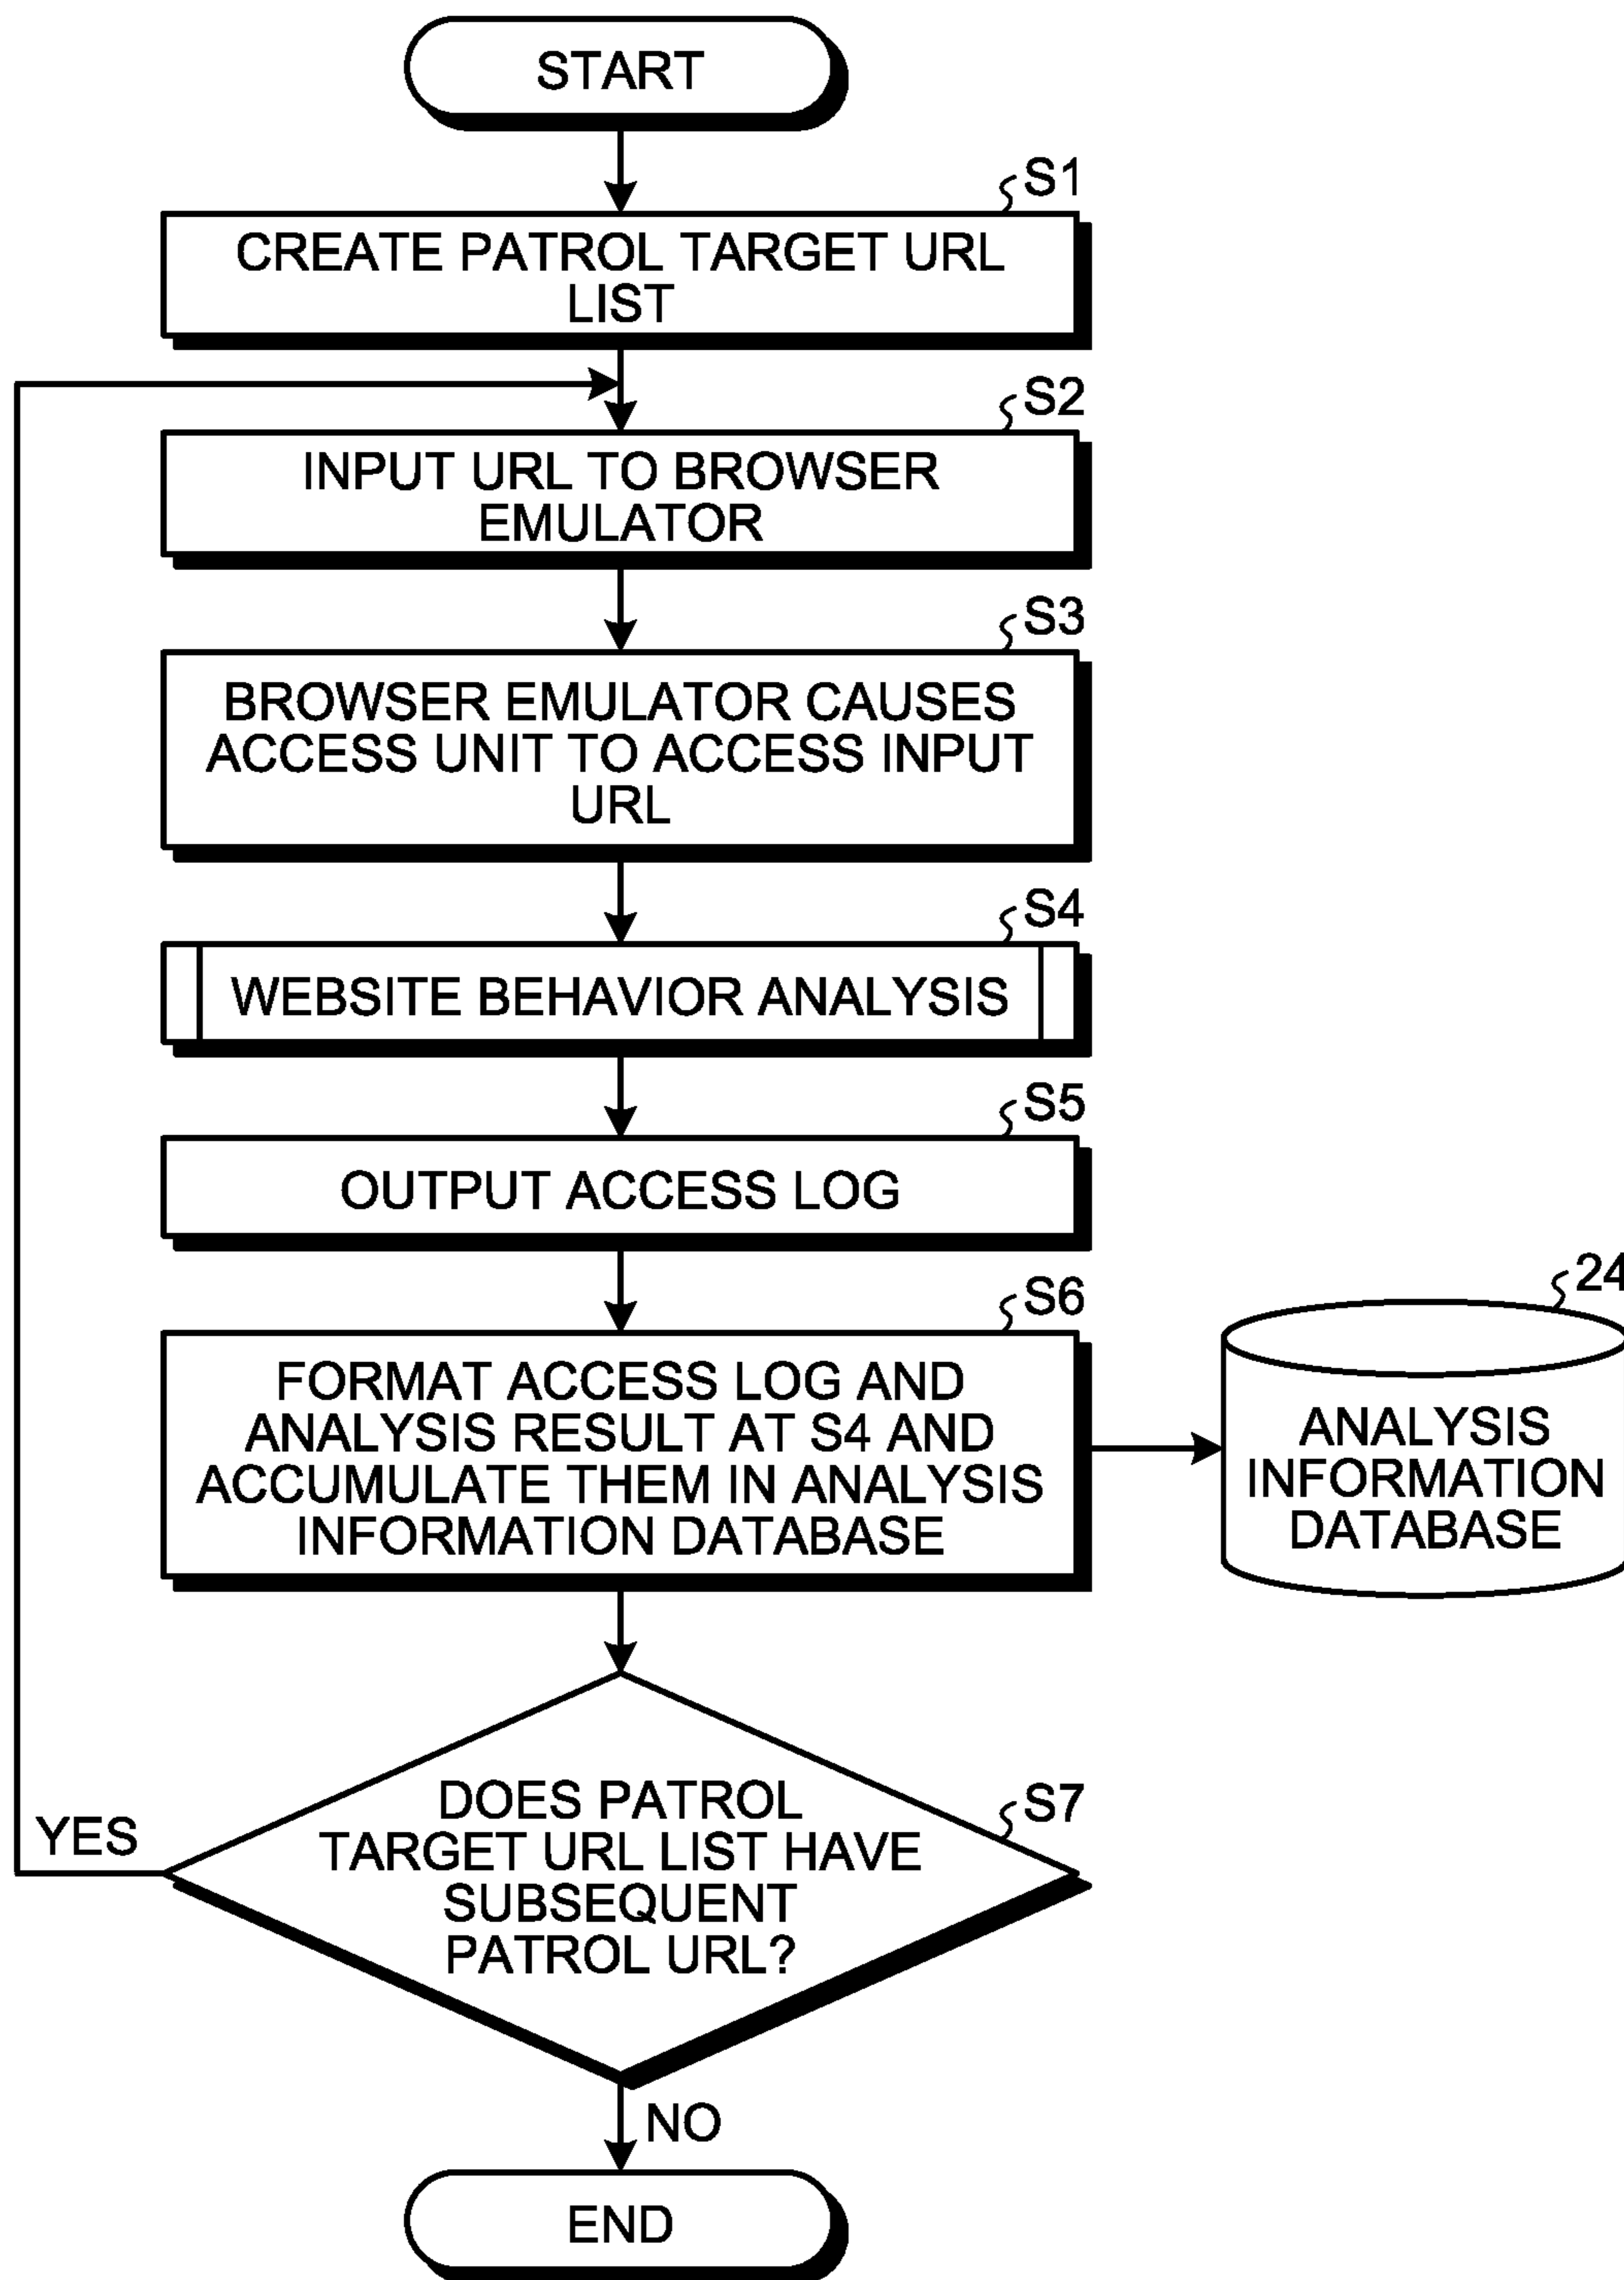 START
S1
CREATE PATROL TARGET URL
LIST
S2
INPUT URL TO BROWSER
EMULATOR
S3
BROWSER EMULATOR CAUSES
ACCESS UNIT TO ACCESS INPUT
URL
S4
WEBSITE BEHAVIOR ANALYSIS
S5
OUTPUT ACCESS LOG
S6
FORMAT ACCESS LOG AND
ANALYSIS RESULT AT S4 AND
ACCUMULATE THEM IN ANALYSIS
INFORMATION DATABASE
24
ANALYSIS
INFORMATION
DATABASE
S7
DOES PATROL
TARGET URL LIST HAVE
SUBSEQUENT
PATROL URL?
YES
NO
END